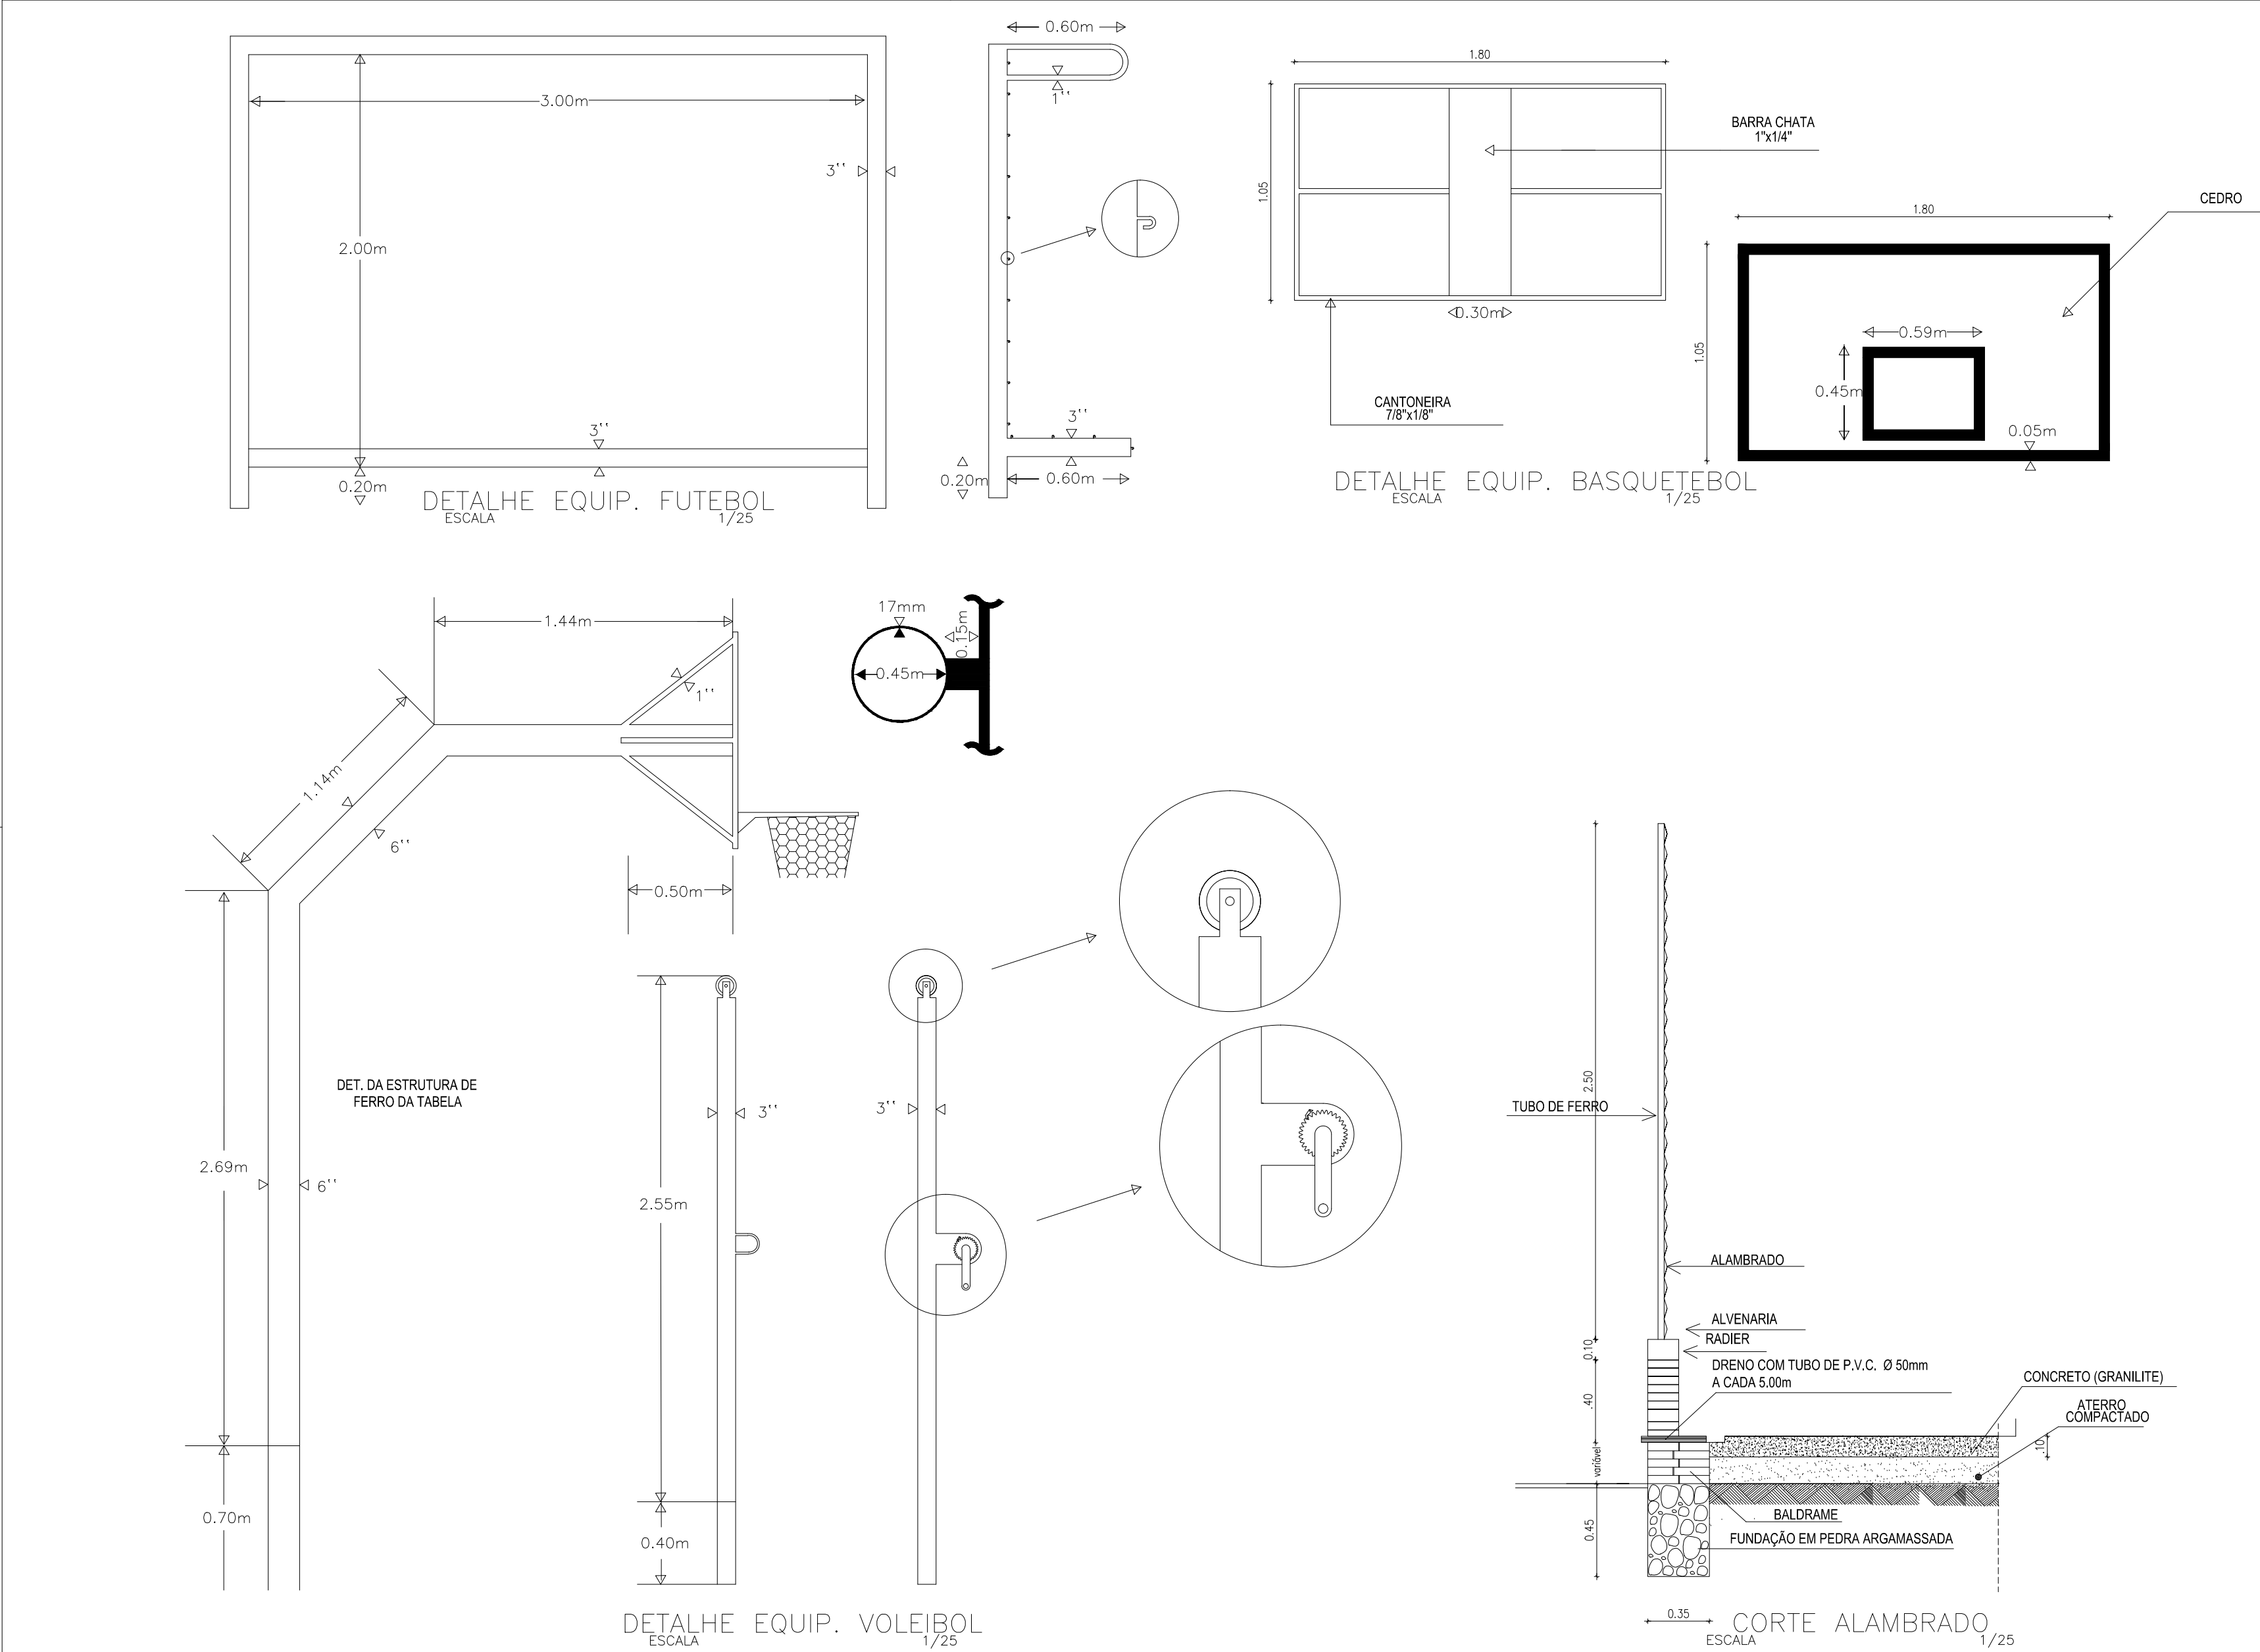 3.00m
2.00m
3''
3''
0.20m
DETALHE EQUIP. FUTEBOL
ESCALA 1/25
0.60m
1''
3''
0.20m
0.60m
1.80
1.05
BARRA CHATA
1"x1/4"
0.30m
CANTONEIRA
7/8"x1/8"
CEDRO
1.80
1.05
0.59m
0.45m
0.05m
DETALHE EQUIP. BASQUETEBOL
ESCALA 1/25
1.44m
1''
1.14m
6''
0.50m
17mm
0.45m
0.15m
2.69m
6''
0.70m
DET. DA ESTRUTURA DE
FERRO DA TABELA
2.55m
3''
0.40m
3''
DETALHE EQUIP. VOLEIBOL
ESCALA 1/25
2.50
TUBO DE FERRO
ALAMBRADO
ALVENARIA
RADIER
0.10
DRENO COM TUBO DE P.V.C. Ø 50mm
A CADA 5.00m
.40
CONCRETO (GRANILITE)
ATERRO
COMPACTADO
.10
variável
BALDRAME
0.45
FUNDAÇÃO EM PEDRA ARGAMASSADA
0.35
CORTE ALAMBRADO
ESCALA 1/25